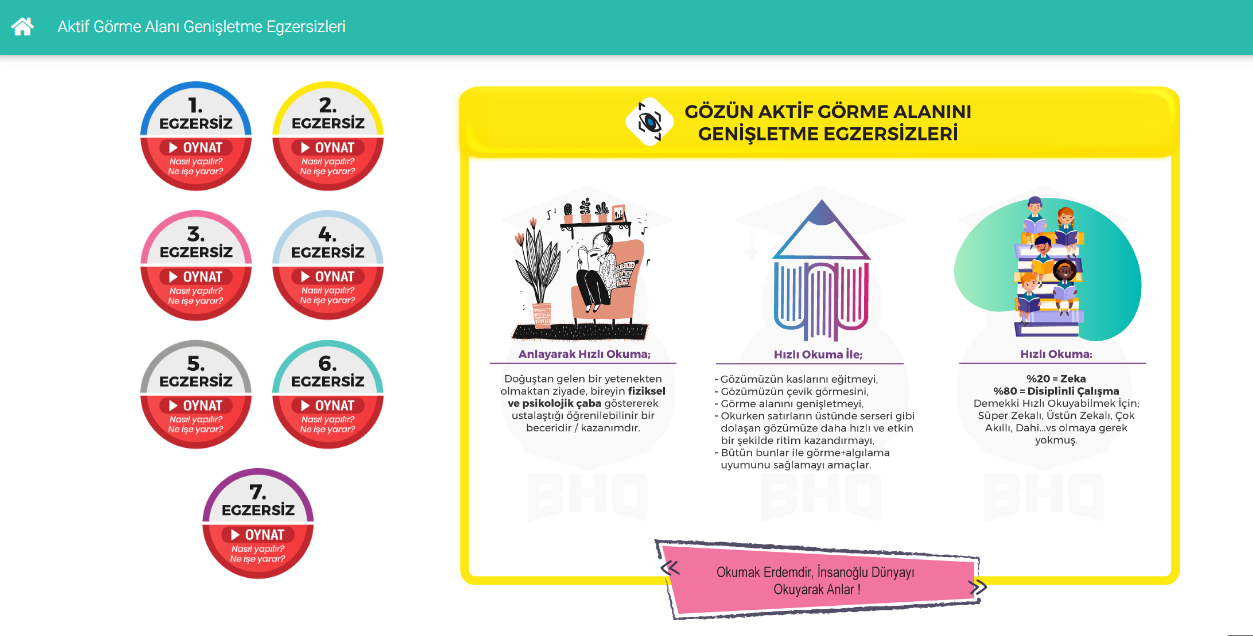 Aktif Görme Alanı Genişletme Egzersizleri
1.
EGZERSİZ
OYNAT
Nasıl yapılır?
Ne işe yarar?
2.
EGZERSİZ
OYNAT
Nasıl yapılır?
Ne işe yarar?
3.
EGZERSİZ
OYNAT
Nasıl yapılır?
Ne işe yarar?
4.
EGZERSİZ
OYNAT
Nasıl yapılır?
Ne işe yarar?
5.
EGZERSİZ
OYNAT
Nasıl yapılır?
Ne işe yarar?
6.
EGZERSİZ
OYNAT
Nasıl yapılır?
Ne işe yarar?
7.
EGZERSİZ
OYNAT
Nasıl yapılır?
Ne işe yarar?
GÖZÜN AKTİF GÖRME ALANINI
GENİŞLETME EGZERSİZLERİ
Anlayarak Hızlı Okuma;
Doğuştan gelen bir yetenekten
olmaktan ziyade, bireyin fiziksel
ve psikolojik çaba göstererek
ustalaştığı öğrenilebilinir bir
beceridir / kazanımdır.
Hızlı Okuma İle;
- Gözümüzün kaslarını eğitmeyi,
- Gözümüzün çevik görmesini,
- Görme alanını genişletmeyi,
- Okurken satırların üstünde serseri gibi
dolaşan gözümüze daha hızlı ve etkin
bir şekilde ritim kazandırmayı,
- Bütün bunlar ile görme+algılama
uyumunu sağlamayı amaçlar.
Hızlı Okuma:
%20 = Zeka
%80 = Disiplinli Çalışma
Demekki Hızlı Okuyabilmek İçin;
Süper Zekalı, Üstün Zekalı, Çok
Akıllı, Dahi...vs olmaya gerek
yokmuş.
BHO
BHO
BHO
Okumak Erdemdir, İnsanoğlu Dünyayı
Okuyarak Anlar !